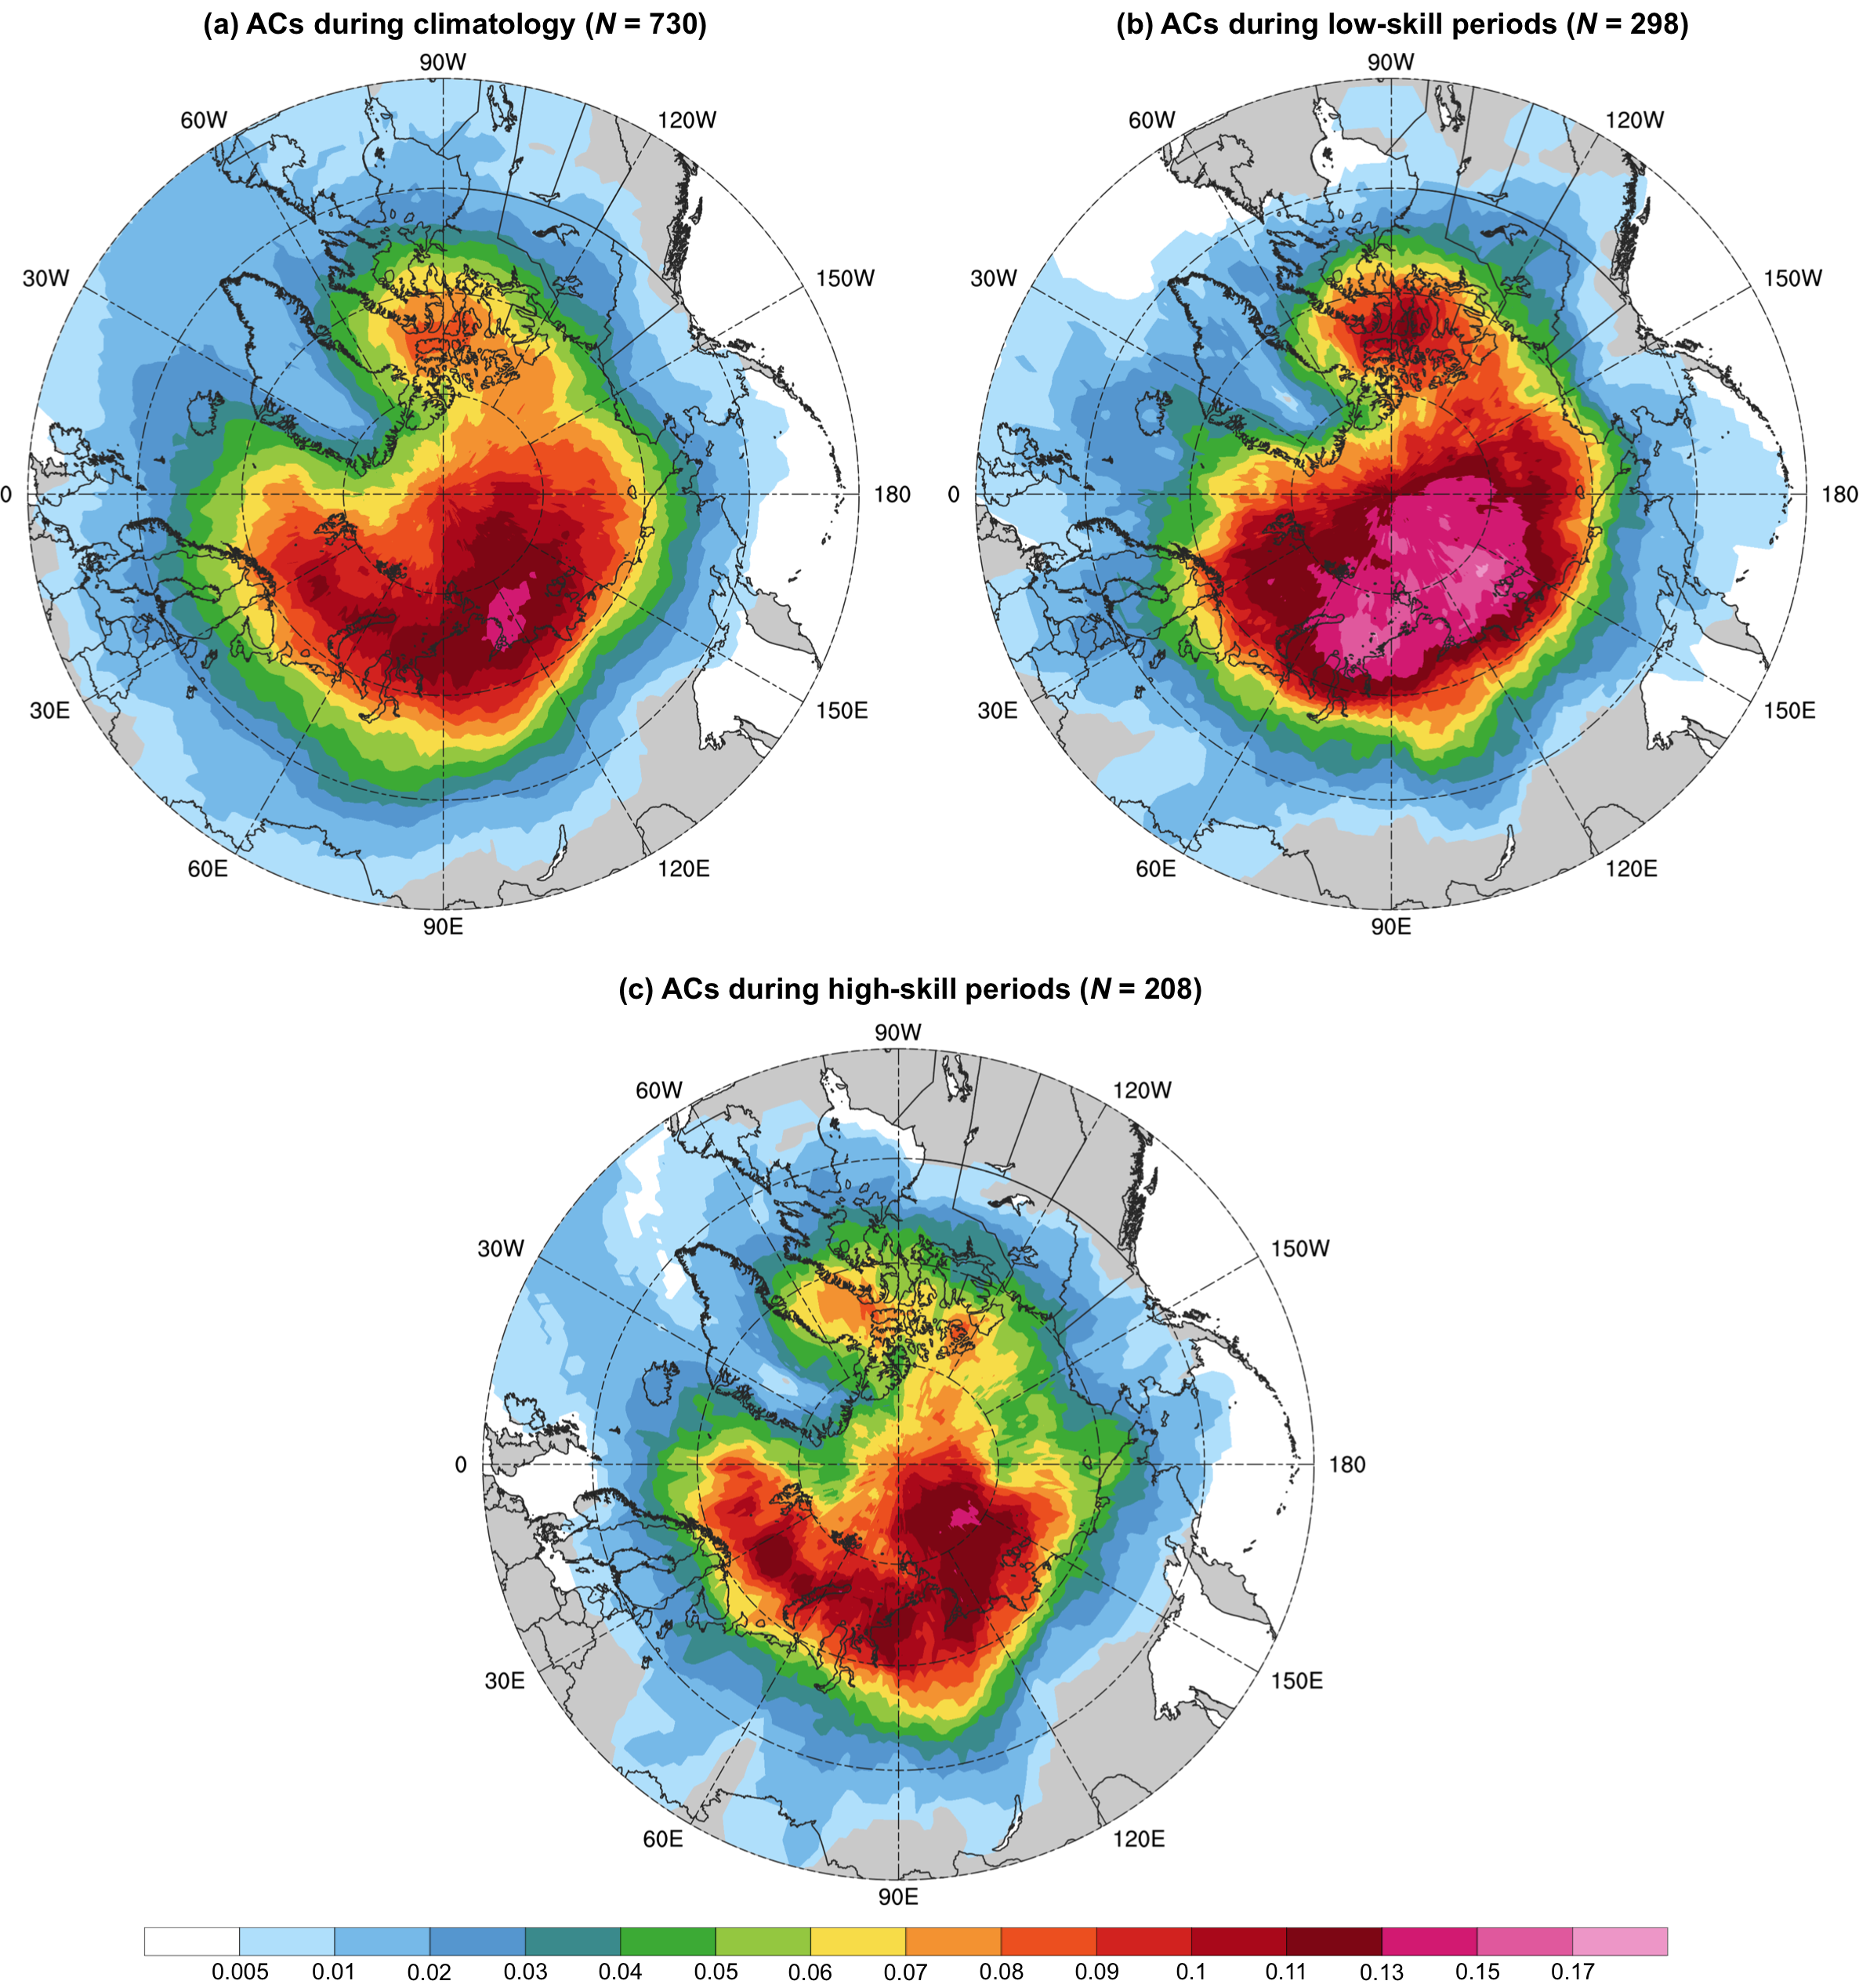 (a) ACs during climatology (N = 730)
90W
60W
120W
30W
150W
0
180
30E
150E
60E
120E
90E
(b) ACs during low-skill periods (N = 298)
90W
60W
120W
30W
150W
0
180
30E
150E
60E
120E
90E
(c) ACs during high-skill periods (N = 208)
90W
60W
120W
30W
150W
0
180
30E
150E
60E
120E
90E
0.005 0.01 0.02 0.03 0.04 0.05 0.06 0.07 0.08 0.09 0.1 0.11 0.13 0.15 0.17